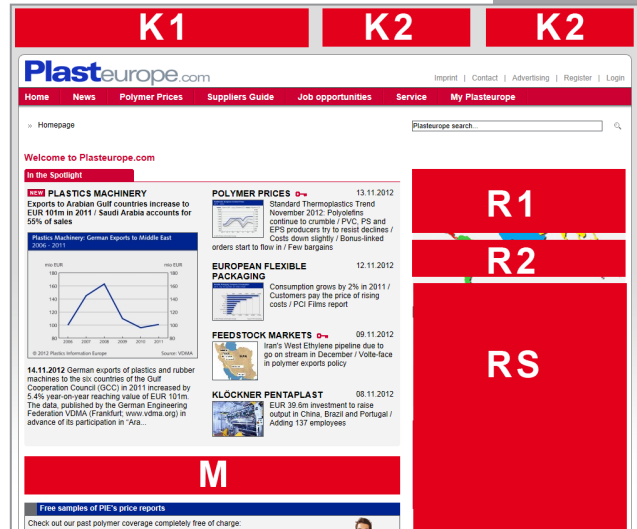 K1 K2 K2
Plasteurope.com
Imprint | Contact | Advertising | Register | Login
Home News Polymer Prices Suppliers Guide Job opportunities Service My Plasteurope
» Homepage
Plasteurope search...
Welcome to Plasteurope.com
In the Spotlight
NEW PLASTICS MACHINERY
Exports to Arabian Gulf countries increase to
EUR 101m in 2011 / Saudi Arabia accounts for
55% of sales
Plastics Machinery: German Exports to Middle East
2006 - 2011
mio EUR mio EUR
180 180
160 160
140 140
120 120
100 100
80 80
2006 2007 2008 2009 2010 2011
© 2012 Plastics Information Europe Source: VDMA
14.11.2012 German exports of plastics and rubber
machines to the six countries of the Gulf
Cooperation Council (GCC) in 2011 increased by
5.4% year-on-year reaching value of EUR 101m.
The data, published by the German Engineering
Federation VDMA (Frankfurt; www.vdma.org) in
advance of its participation in "Ara...
POLYMER PRICES 13.11.2012
Standard Thermoplastics Trend
November 2012: Polyolefins
continue to crumble / PVC, PS and
EPS producers try to resist declines /
Costs down slightly / Bonus-linked
orders start to flow in / Few bargains
EUROPEAN FLEXIBLE 12.11.2012
PACKAGING
Consumption grows by 2% in 2011 /
Customers pay the price of rising
costs / PCI Films report
FEEDSTOCK MARKETS 09.11.2012
Iran's West Ethylene pipeline due to
go on stream in December / Volte-face
in polymer exports policy
KLÖCKNER PENTAPLAST 08.11.2012
EUR 39.6m investment to raise
output in China, Brazil and Portugal /
Adding 137 employees
R1
R2
RS
M
Free samples of PIE's price reports
Check out our past polymer coverage completely free of charge: